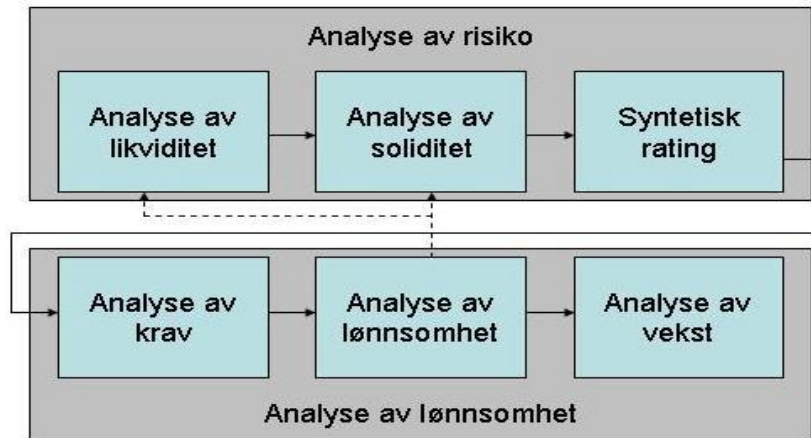 Analyse av risiko
Analyse av
likviditet
Analyse av
soliditet
Syntetisk
rating
Analyse av
krav
Analyse av
lønnsomhet
Analyse av
vekst
Analyse av lønnsomhet